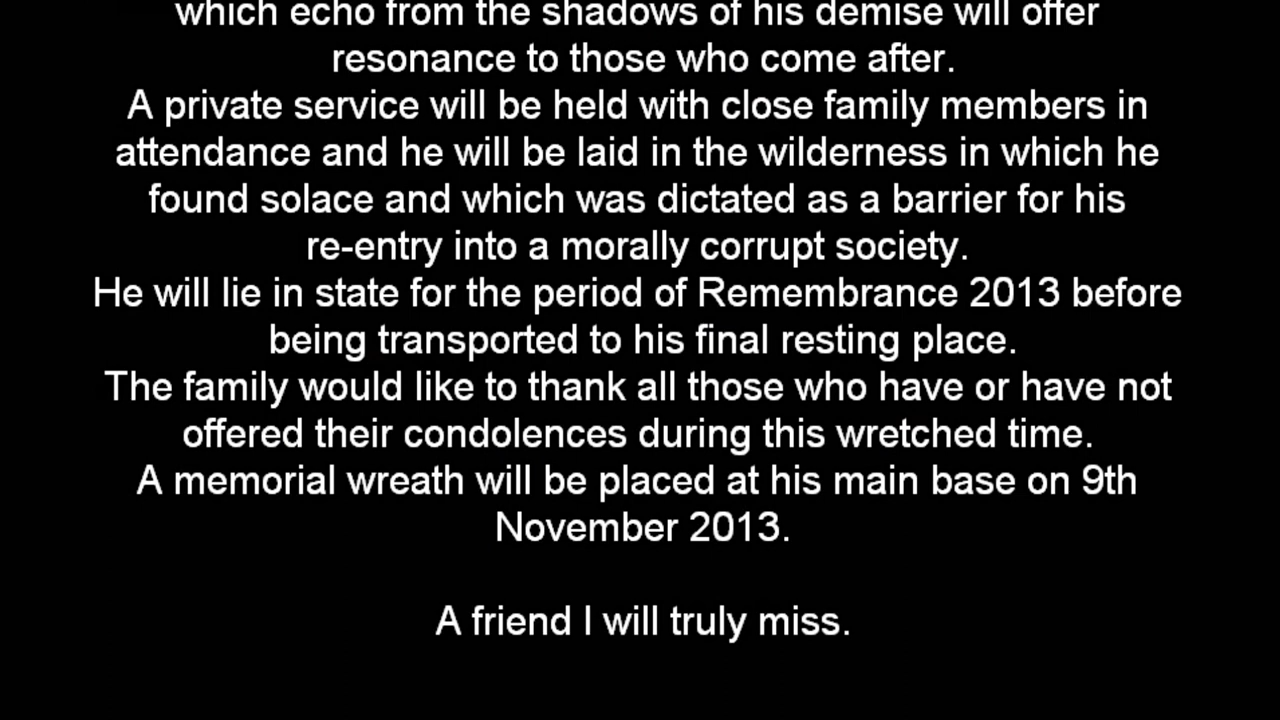 which echo from the shadows of his demise will offer
resonance to those who come after.
A private service will be held with close family members in
attendance and he will be laid in the wilderness in which he
found solace and which was dictated as a barrier for his
re-entry into a morally corrupt society.
He will lie in state for the period of Remembrance 2013 before
being transported to his final resting place.
The family would like to thank all those who have or have not
offered their condolences during this wretched time.
A memorial wreath will be placed at his main base on 9th
November 2013.
A friend I will truly miss.